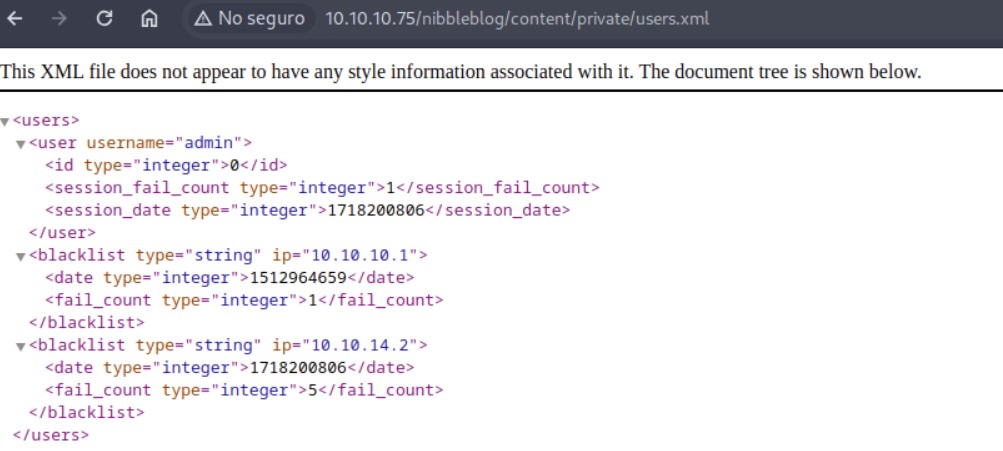 No seguro 10.10.10.75/nibbleblog/content/private/users.xml
This XML file does not appear to have any style information associated with it. The document tree is shown below.
<users>
<user username="admin">
<id type="integer">0</id>
<session_fail_count type="integer">1</session_fail_count>
<session_date type="integer">1718200806</session_date>
</user>
<blacklist type="string" ip="10.10.10.1">
<date type="integer">1512964659</date>
<fail_count type="integer">1</fail_count>
</blacklist>
<blacklist type="string" ip="10.10.14.2">
<date type="integer">1718200806</date>
<fail_count type="integer">5</fail_count>
</blacklist>
</users>